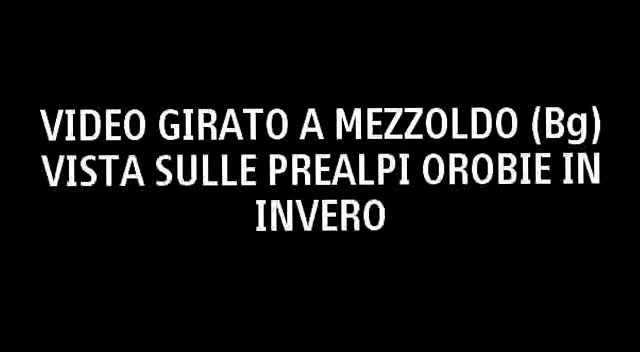 VIDEO GIRATO A MEZZOLDO (Bg)
VISTA SULLE PREALPI OROBIE IN
INVERO